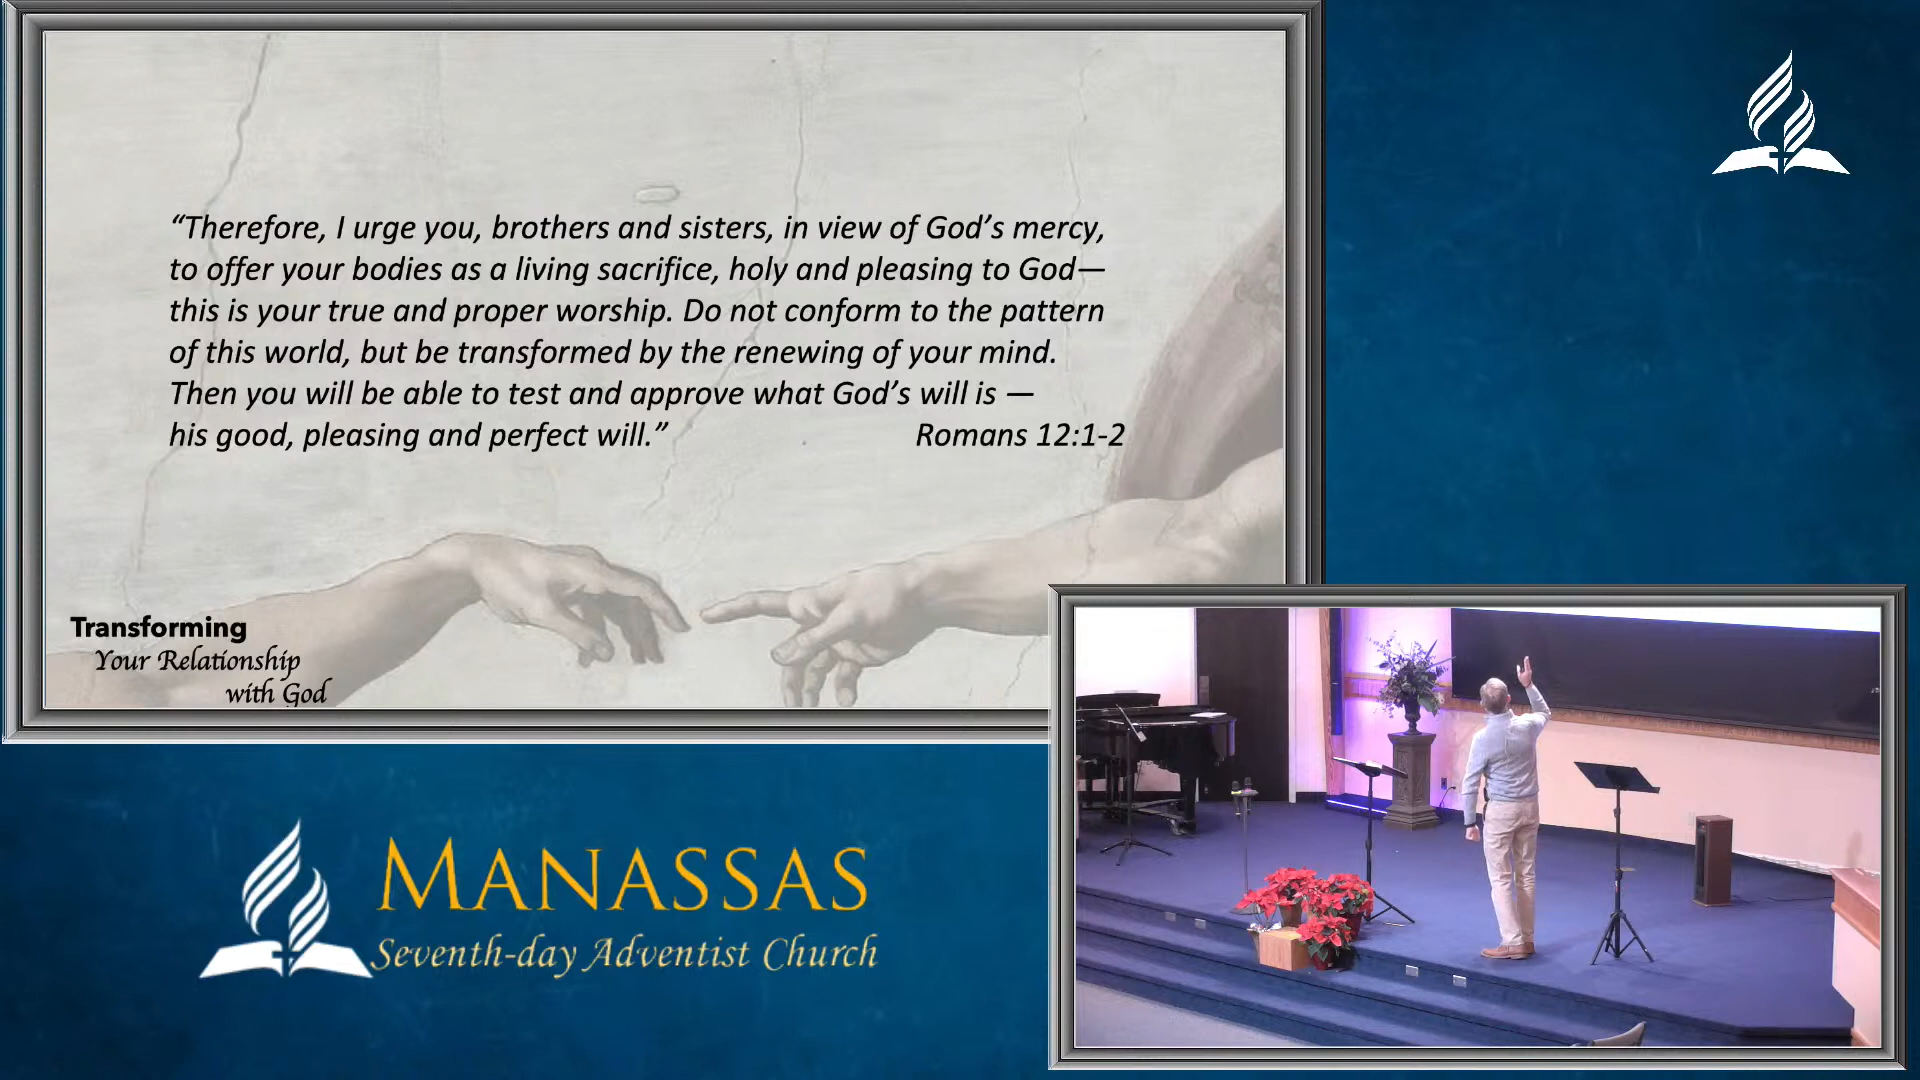 “Therefore, I urge you, brothers and sisters, in view of God’s mercy,
to offer your bodies as a living sacrifice, holy and pleasing to God—
this is your true and proper worship. Do not conform to the pattern
of this world, but be transformed by the renewing of your mind.
Then you will be able to test and approve what God’s will is —
his good, pleasing and perfect will.” Romans 12:1-2
Transforming
Your Relationship
with God
MANASSAS
Seventh-day Adventist Church